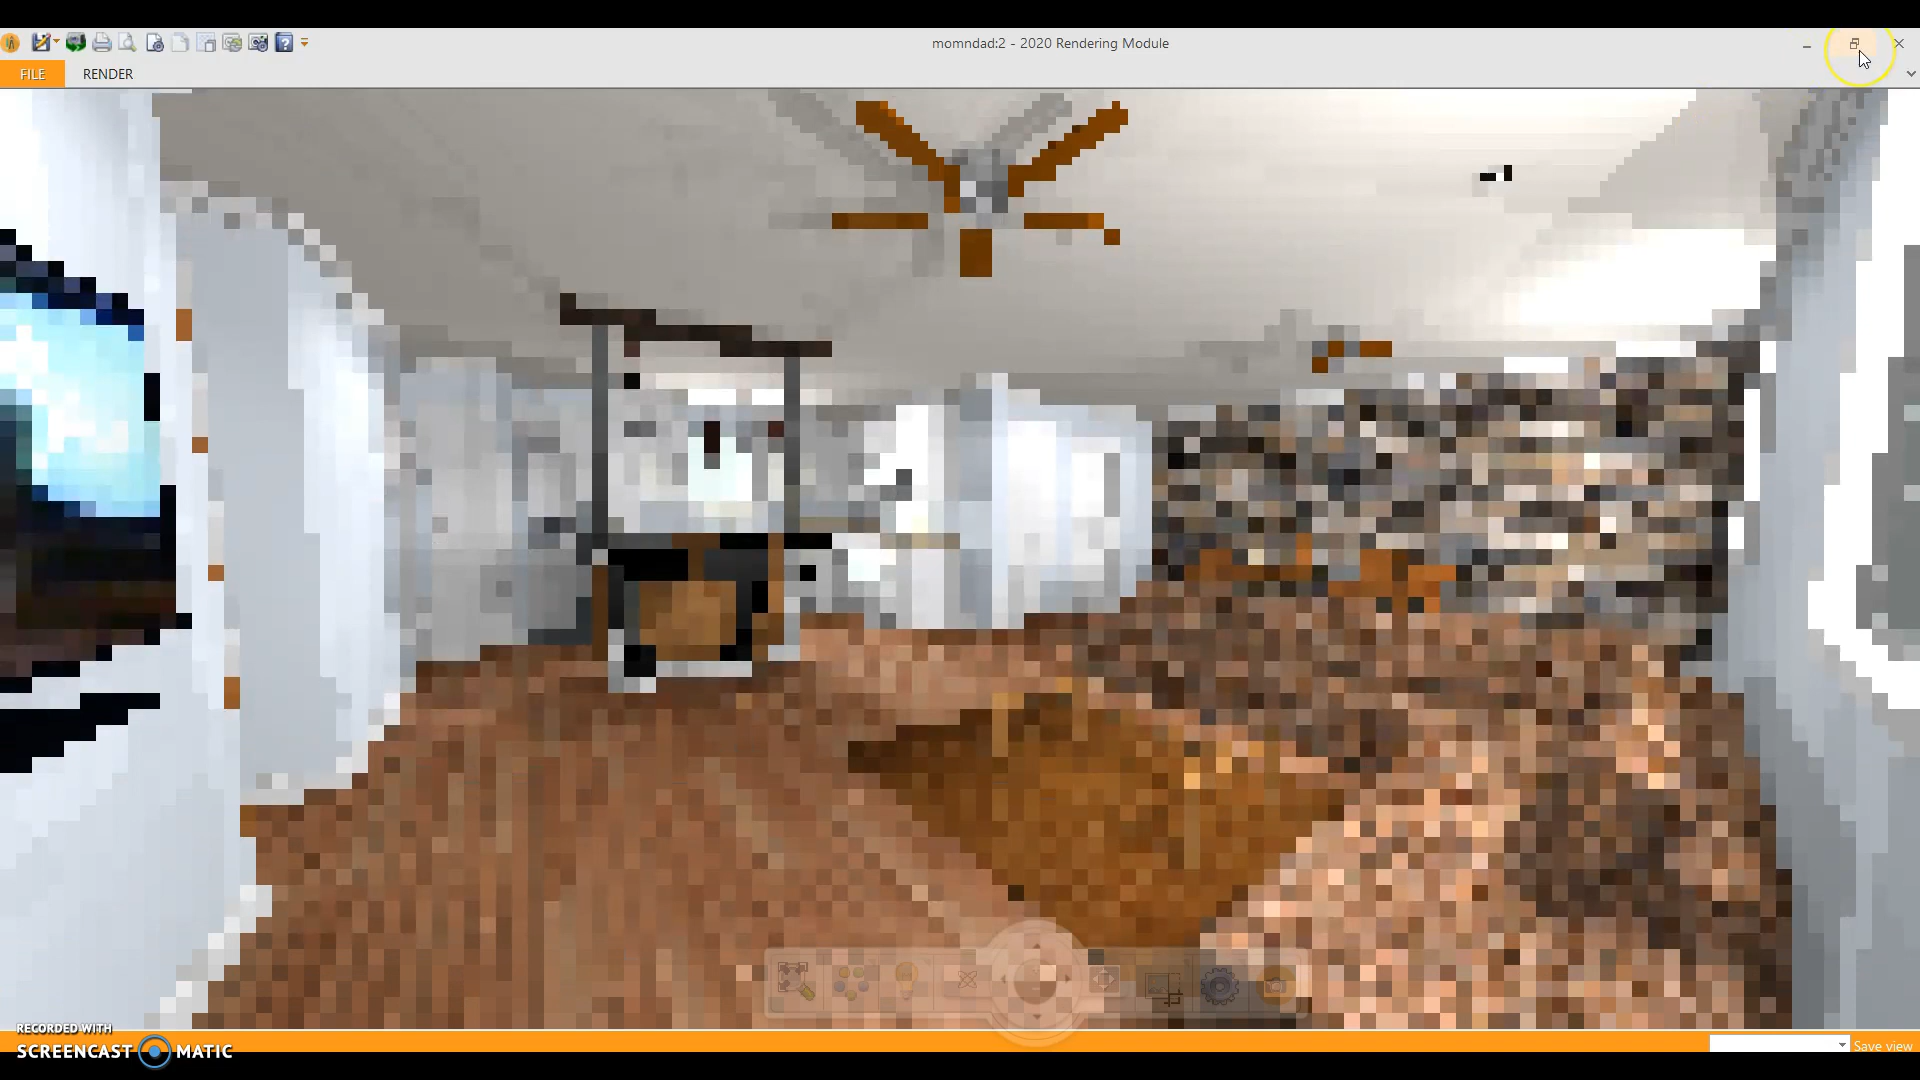 momndad:2 - 2020 Rendering Module
FILE RENDER
RECORDED WITH
SCREENCAST MATIC
Save view